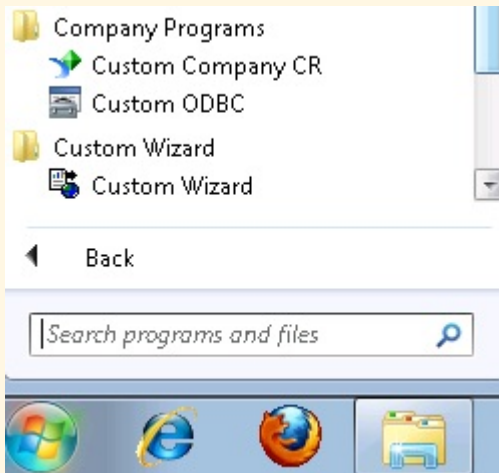 Company Programs
Custom Company CR
Custom ODBC
Custom Wizard
Custom Wizard
Back
Search programs and files